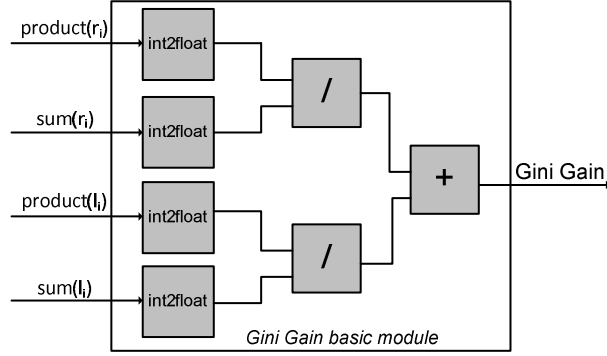 product(ri)
int2float
/
sum(ri)
int2float
+
Gini Gain
product(li)
int2float
/
sum(li)
int2float
Gini Gain basic module